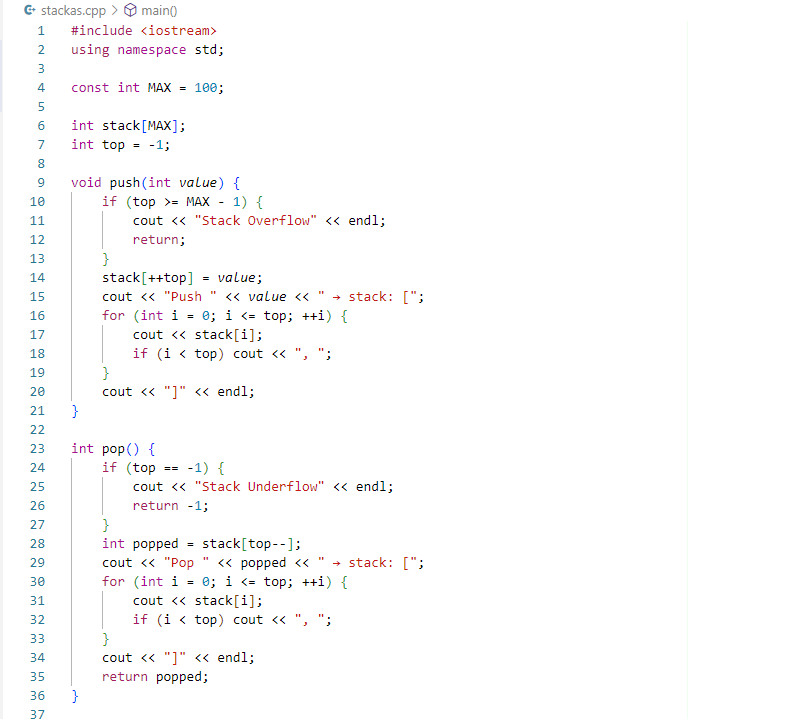 stackas.cpp > main()
1 #include <iostream>
2 using namespace std;
3
4 const int MAX = 100;
5
6 int stack[MAX];
7 int top = -1;
8
9 void push(int value) {
10     if (top >= MAX - 1) {
11         cout << "Stack Overflow" << endl;
12         return;
13     }
14     stack[++top] = value;
15     cout << "Push " << value << " → stack: [";
16     for (int i = 0; i <= top; ++i) {
17         cout << stack[i];
18         if (i < top) cout << ", ";
19     }
20     cout << "]" << endl;
21 }
22
23 int pop() {
24     if (top == -1) {
25         cout << "Stack Underflow" << endl;
26         return -1;
27     }
28     int popped = stack[top--];
29     cout << "Pop " << popped << " → stack: [";
30     for (int i = 0; i <= top; ++i) {
31         cout << stack[i];
32         if (i < top) cout << ", ";
33     }
34     cout << "]" << endl;
35     return popped;
36 }
37